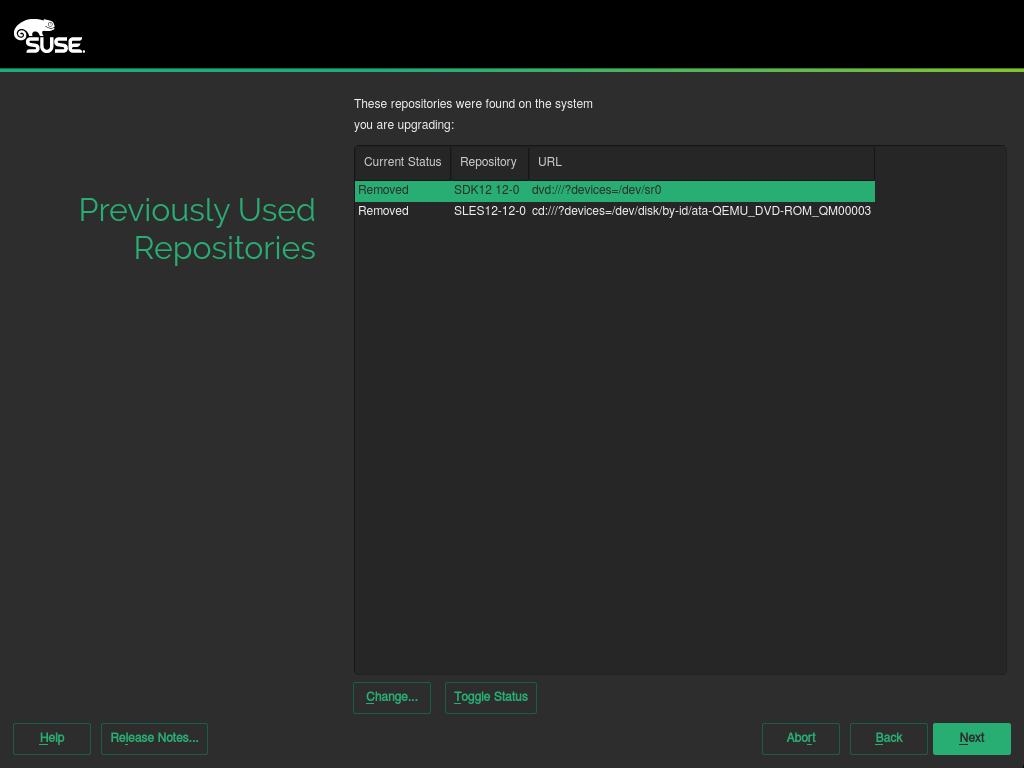 SUSE.
These repositories were found on the system
you are upgrading:
Previously Used
Repositories
Current Status Repository URL
Removed SDK12 12-0 dvd:///?devices=/dev/sr0
Removed SLES12-12-0 cd:///?devices=/dev/disk/by-id/ata-QEMU_DVD-ROM_QM00003
Change... Toggle Status
Help Release Notes... Abort Back Next